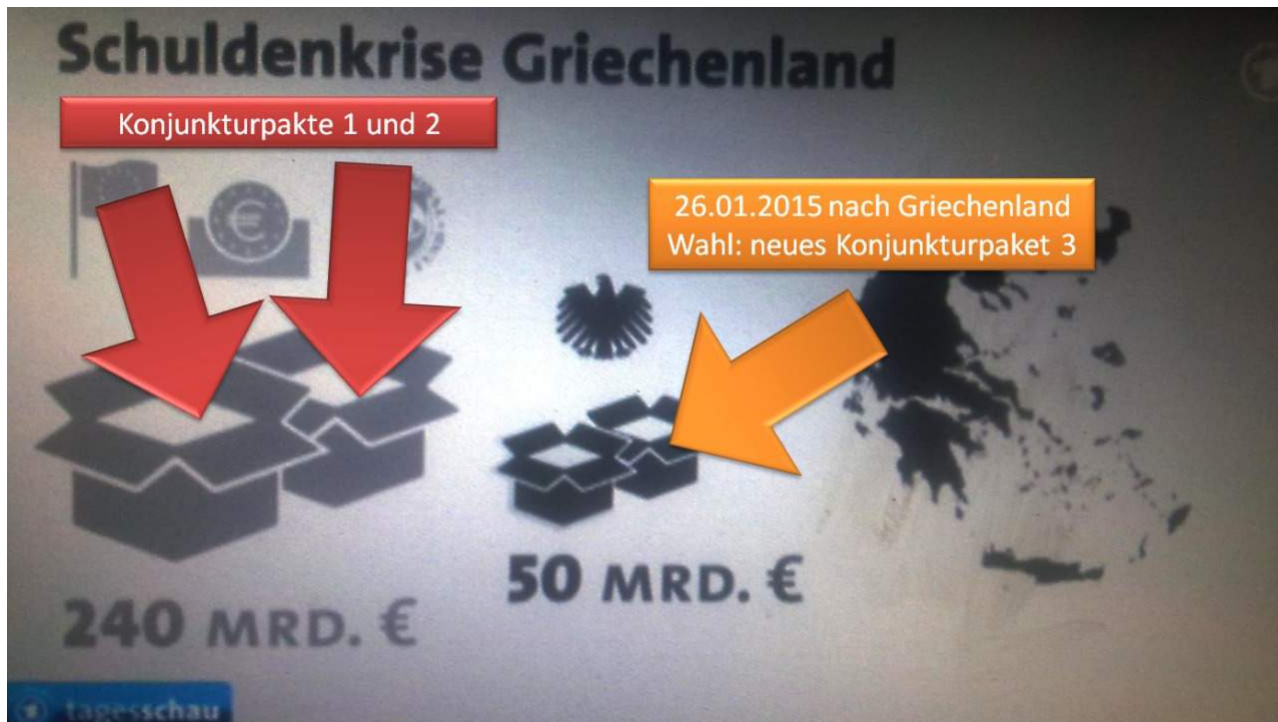 Schuldenkrise Griechenland
Konjunkturpakte 1 und 2
26.01.2015 nach Griechenland
Wahl: neues Konjunkturpaket 3
€
50 MRD. €
240 MRD. €
tagesschau